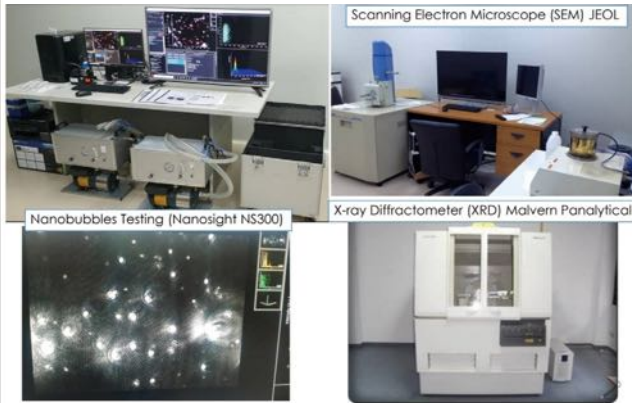 Scanning Electron Microscope (SEM) JEOL
Nanobubbles Testing (Nanosight NS300)
X-ray Diffractometer (XRD) Malvern Panalytical